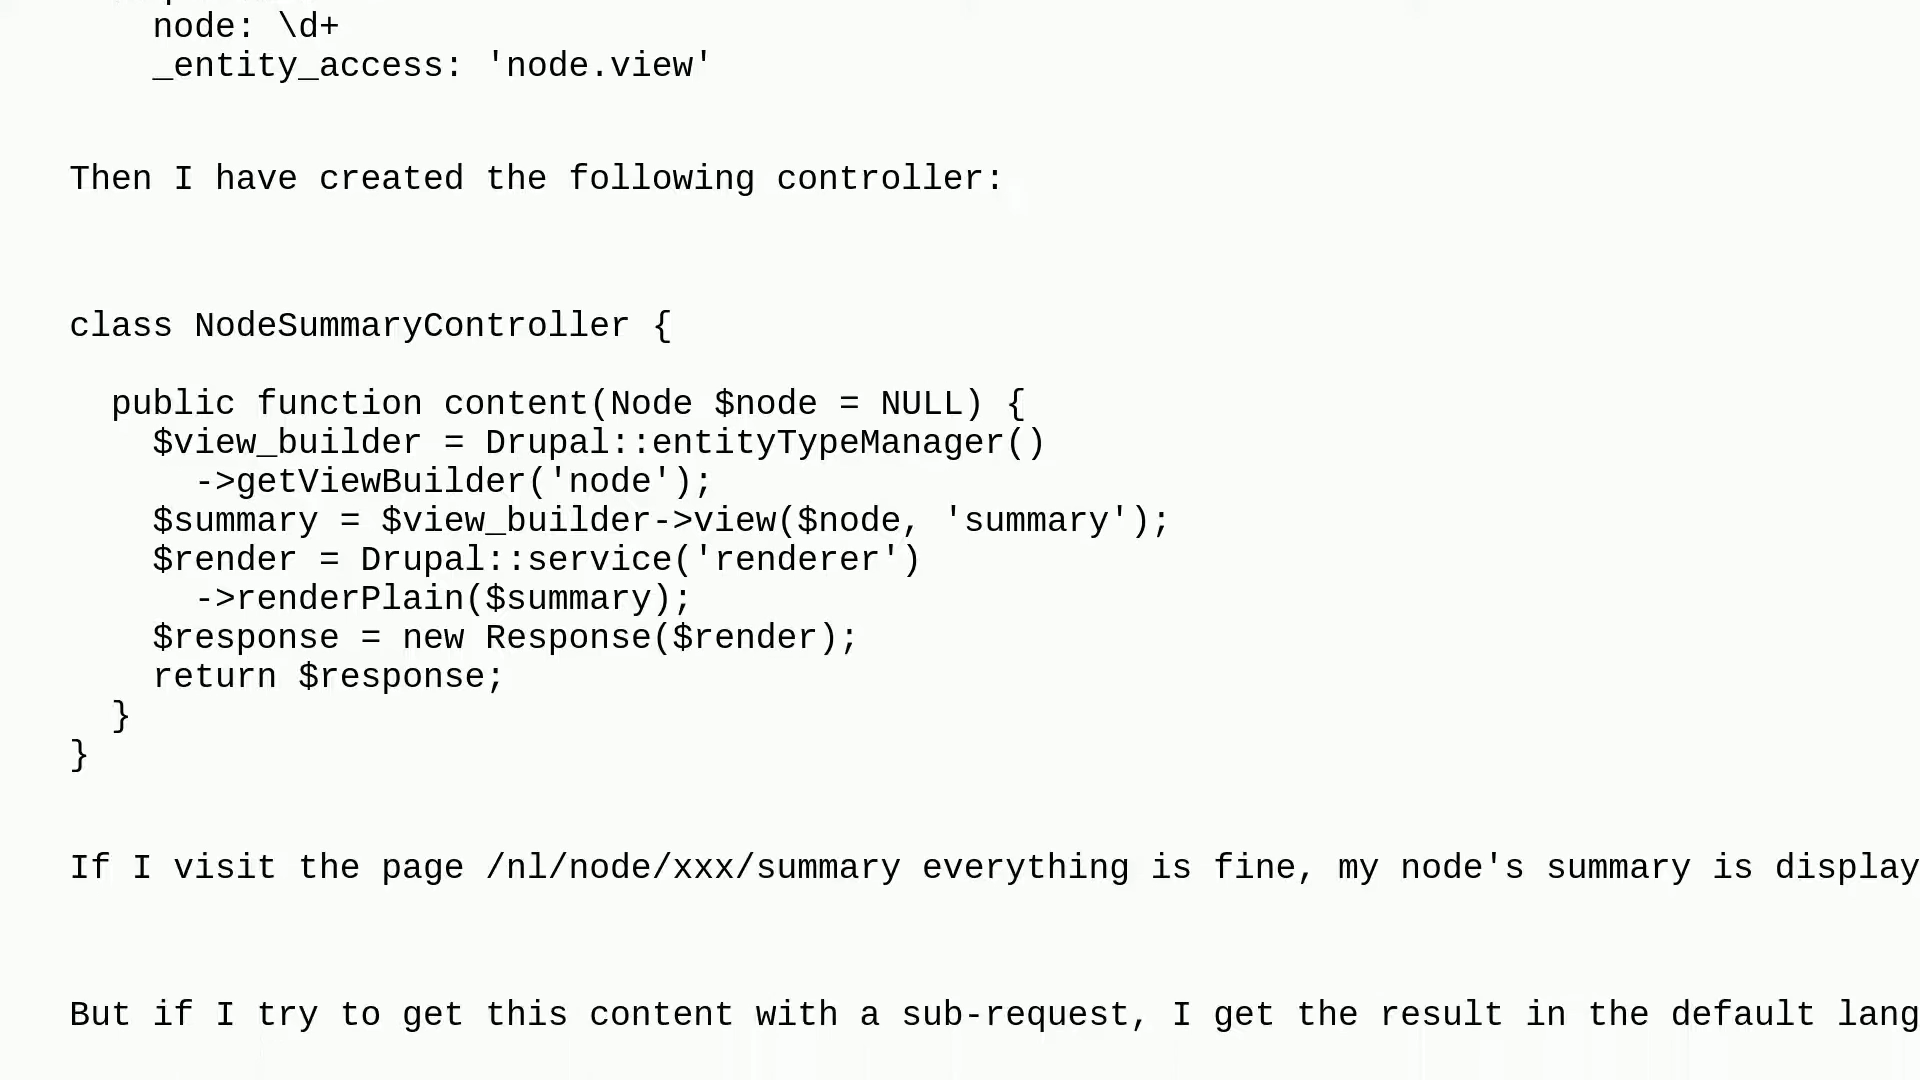 node: \d+
_entity_access: 'node.view'
Then I have created the following controller:
class NodeSummaryController {
public function content(Node $node = NULL) {
$view_builder = Drupal::entityTypeManager()
->getViewBuilder('node');
$summary = $view_builder->view($node, 'summary');
$render = Drupal::service('renderer')
->renderPlain($summary);
$response = new Response($render);
return $response;
}
}
If I visit the page /nl/node/xxx/summary everything is fine, my node's summary is display
But if I try to get this content with a sub-request, I get the result in the default lang